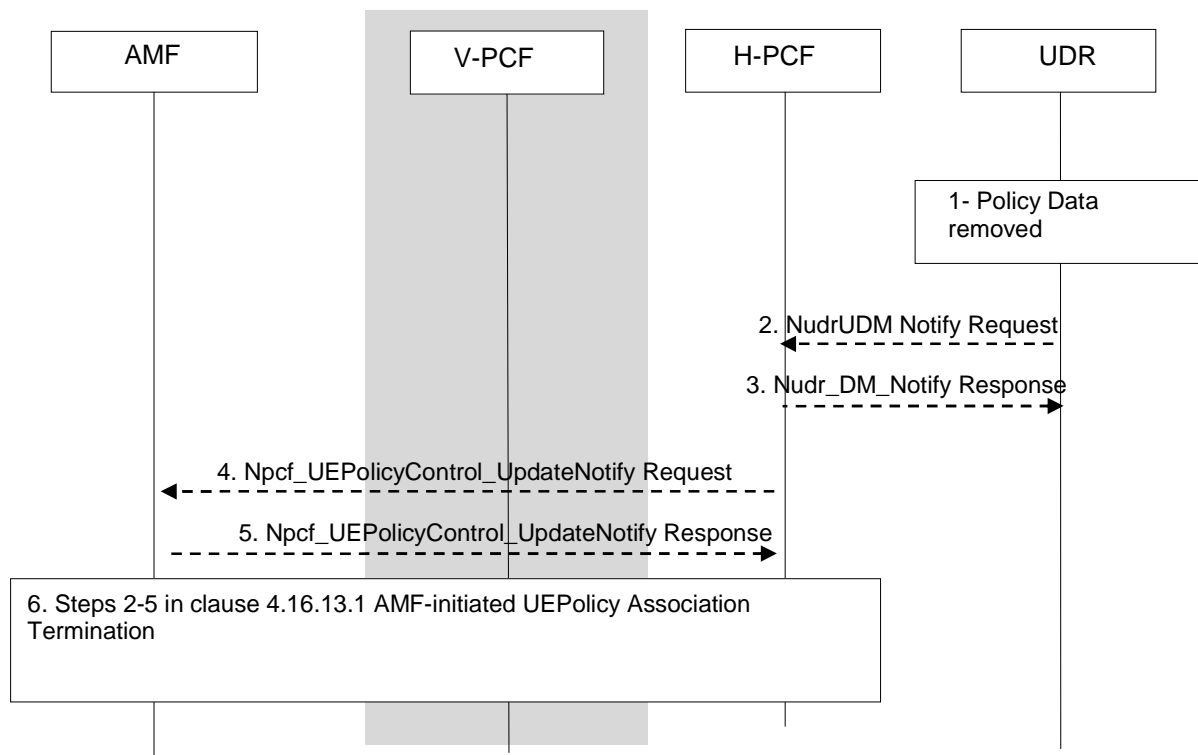 AMF
V-PCF
H-PCF
UDR
1- Policy Data
removed
2. NudrUDM Notify Request
3. Nudr_DM_Notify Response
4. Npcf_UEPolicyControl_UpdateNotify Request
5. Npcf_UEPolicyControl_UpdateNotify Response
6. Steps 2-5 in clause 4.16.13.1 AMF-initiated UEPolicy Association
Termination